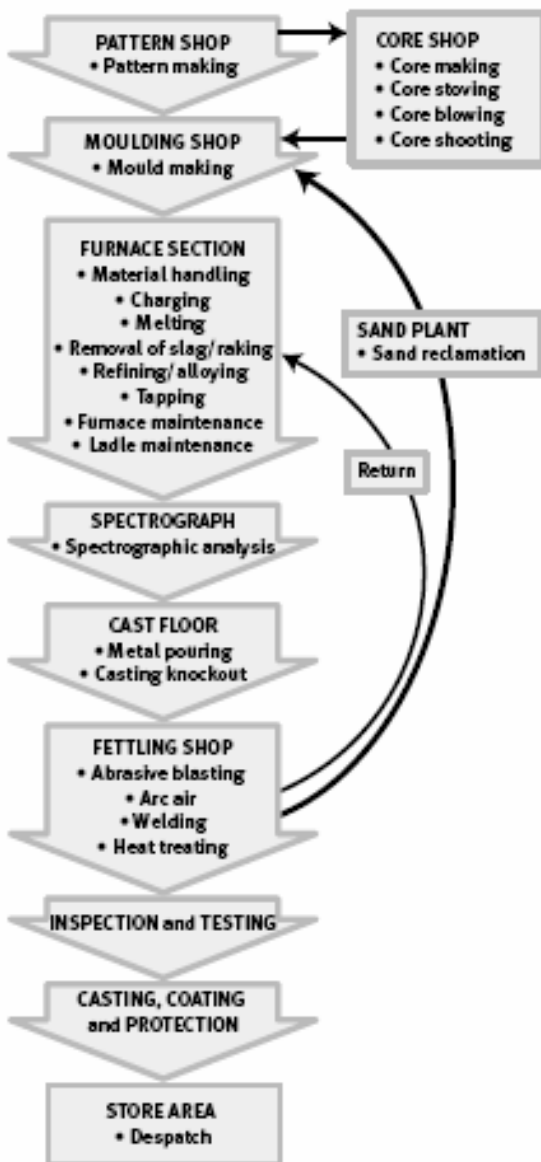 PATTERN SHOP
• Pattern making
CORE SHOP
• Core making
• Core stoving
• Core blowing
• Core shooting
MOULDING SHOP
• Mould making
FURNACE SECTION
• Material handling
• Charging
• Melting
• Removal of slag/raking
• Refining/alloying
• Tapping
• Furnace maintenance
• Ladle maintenance
SAND PLANT
• Sand reclamation
Return
SPECTROGRAPH
• Spectrographic analysis
CAST FLOOR
• Metal pouring
• Casting knockout
FETTLING SHOP
• Abrasive blasting
• Arc air
• Welding
• Heat treating
INSPECTION and TESTING
CASTING, COATING
and PROTECTION
STORE AREA
• Despatch